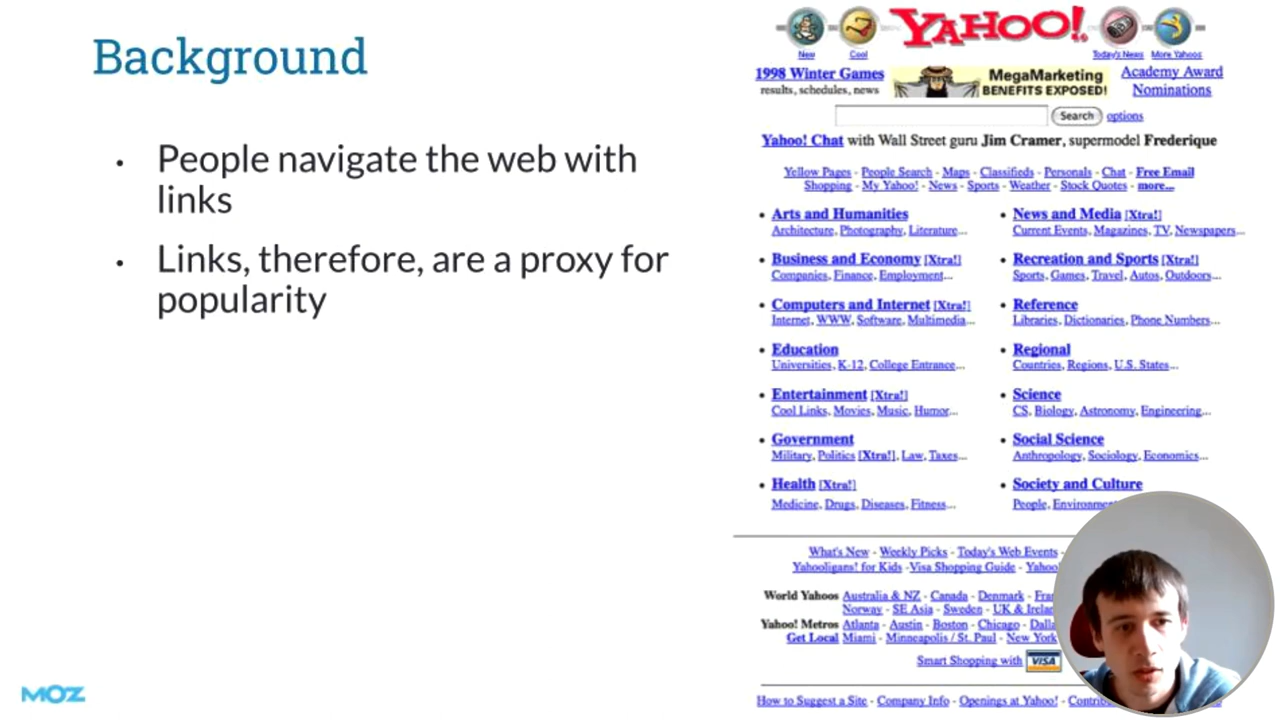 Background
• People navigate the web with
links
• Links, therefore, are a proxy for
popularity
MOZ
YAHOO!
New
Cool
Today's News
More Yahoos
1998 Winter Games
results, schedules, news
MegaMarketing
BENEFITS EXPOSED!
Academy Award
Nominations
Search options
Yahoo! Chat with Wall Street guru Jim Cramer, supermodel Frederique
Yellow Pages - People Search - Maps - Classifieds - Personals - Chat - Free Email
Shopping - My Yahoo! - News - Sports - Weather - Stock Quotes - more...
• Arts and Humanities
Architecture, Photography, Literature...
• News and Media [Xtra!]
Current Events, Magazines, TV, Newspapers...
• Business and Economy [Xtra!]
Companies, Finance, Employment...
• Recreation and Sports [Xtra!]
Sports, Games, Travel, Autos, Outdoors...
• Computers and Internet [Xtra!]
Internet, WWW, Software, Multimedia...
• Reference
Libraries, Dictionaries, Phone Numbers...
• Education
Universities, K-12, College Entrance...
• Regional
Countries, Regions, U.S. States...
• Entertainment [Xtra!]
Cool Links, Movies, Music, Humor...
• Science
CS, Biology, Astronomy, Engineering...
• Government
Military, Politics [Xtra!], Law, Taxes...
• Social Science
Anthropology, Sociology, Economics...
• Health [Xtra!]
Medicine, Drugs, Diseases, Fitness...
• Society and Culture
People,
What's New - Weekly Picks - Today's Web Events -
Yahooligans! for Kids - Visa Shopping Guide -
World Yahoos Australia & NZ - Canada - Denmark -
Norway - SE Asia - Sweden - UK &
Yahoo! Metros Atlanta - Austin - Boston - Chicago -
Get Local Miami - Minneapolis / St. Paul - New York
Smart Shopping with VISA
How to Suggest a Site - Company Info - Openings at Yahoo! -